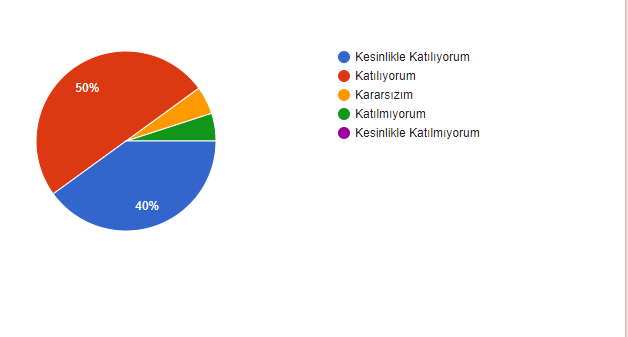 Kesinlikle Katılıyorum
Katılıyorum
Kararsızım
Katılmıyorum
Kesinlikle Katılmıyorum
50%
40%